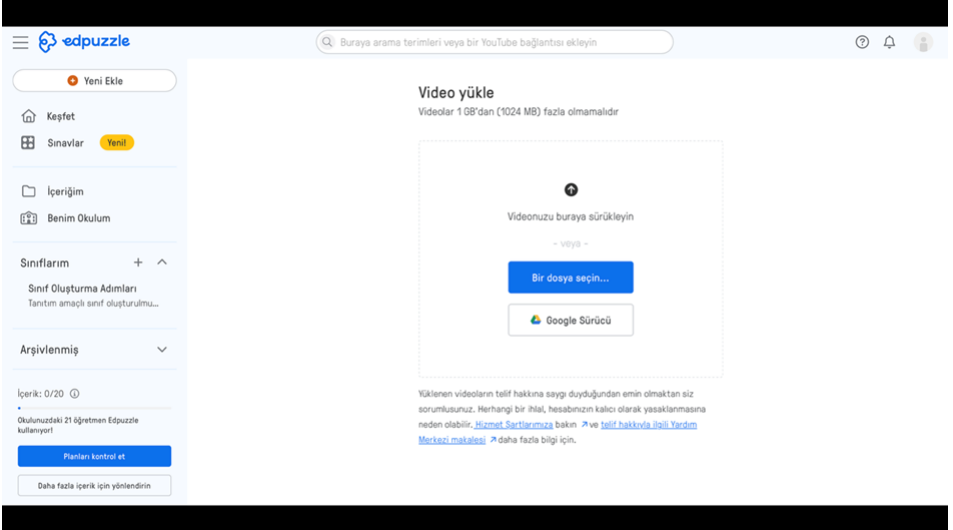 edpuzzle
Buraya arama terimleri veya bir YouTube bağlantısı ekleyin
Yeni Ekle
Keşfet
Sınavlar Yeni!
İçeriğim
Benim Okulum
Sınıflarım
Sınıf Oluşturma Adımları
Tanıtım amaçlı sınıf oluşturulmu...
Arşivlenmiş
İçerik: 0/20
Okulunuzdaki 21 öğretmen Edpuzzle
kullanıyor!
Planları kontrol et
Daha fazla içerik için yönlendirin
Video yükle
Videolar 1 GB'dan (1024 MB) fazla olmamalıdır
Videonuzu buraya sürükleyin
- veya -
Bir dosya seçin...
Google Sürücü
Yüklenen videoların telif hakkına saygı duyduğundan emin olmaktan siz
sorumlusunuz. Herhangi bir ihlal, hesabınızın kalıcı olarak yasaklanmasına
neden olabilir. Hizmet Şartlarımıza bakın ve telif hakkıyla ilgili Yardım
Merkezi makalesi daha fazla bilgi için.